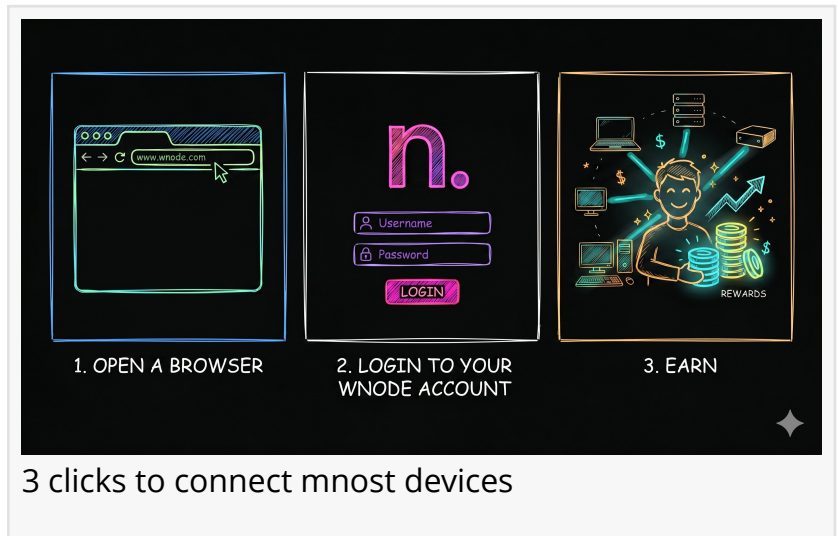 www.wnode.com
n.
Username
Password
LOGIN
REWARDS
1. OPEN A BROWSER
2. LOGIN TO YOUR
WNODE ACCOUNT
3. EARN
3 clicks to connect mnost devices